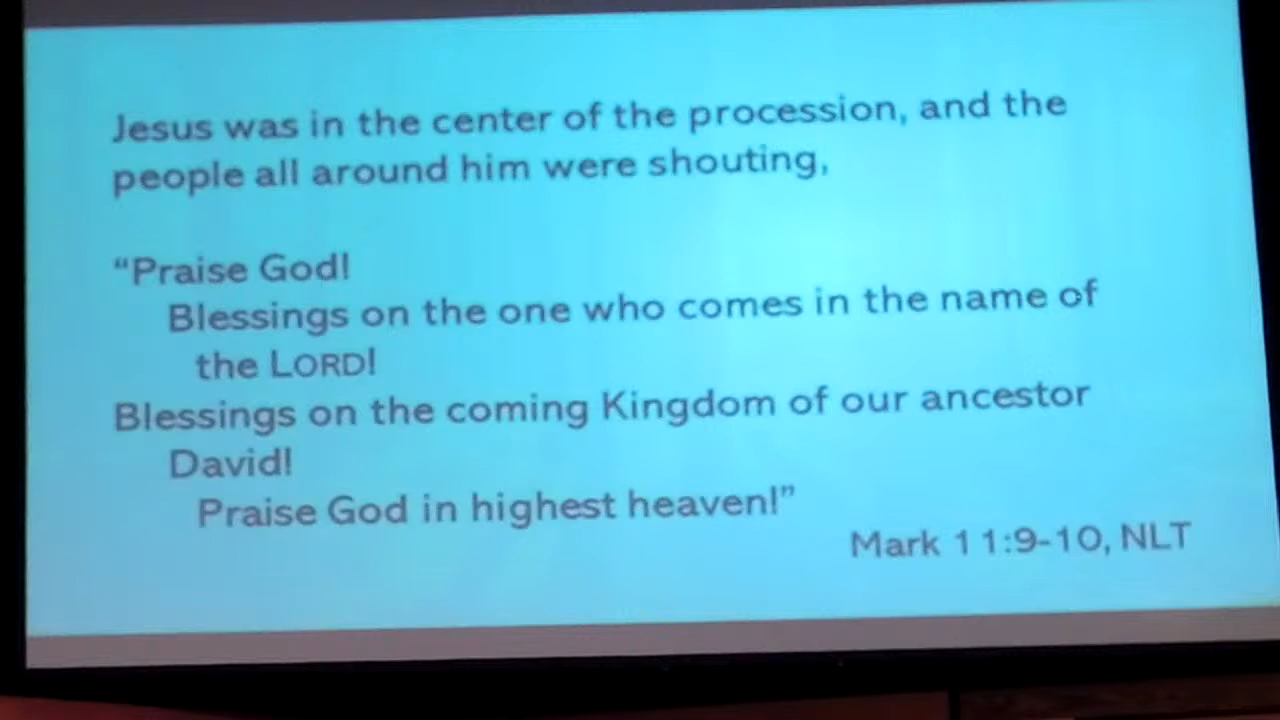 Jesus was in the center of the procession, and the
people all around him were shouting,
“Praise God!
Blessings on the one who comes in the name of
the LORD!
Blessings on the coming Kingdom of our ancestor
David!
Praise God in highest heaven!”
Mark 11:9-10, NLT